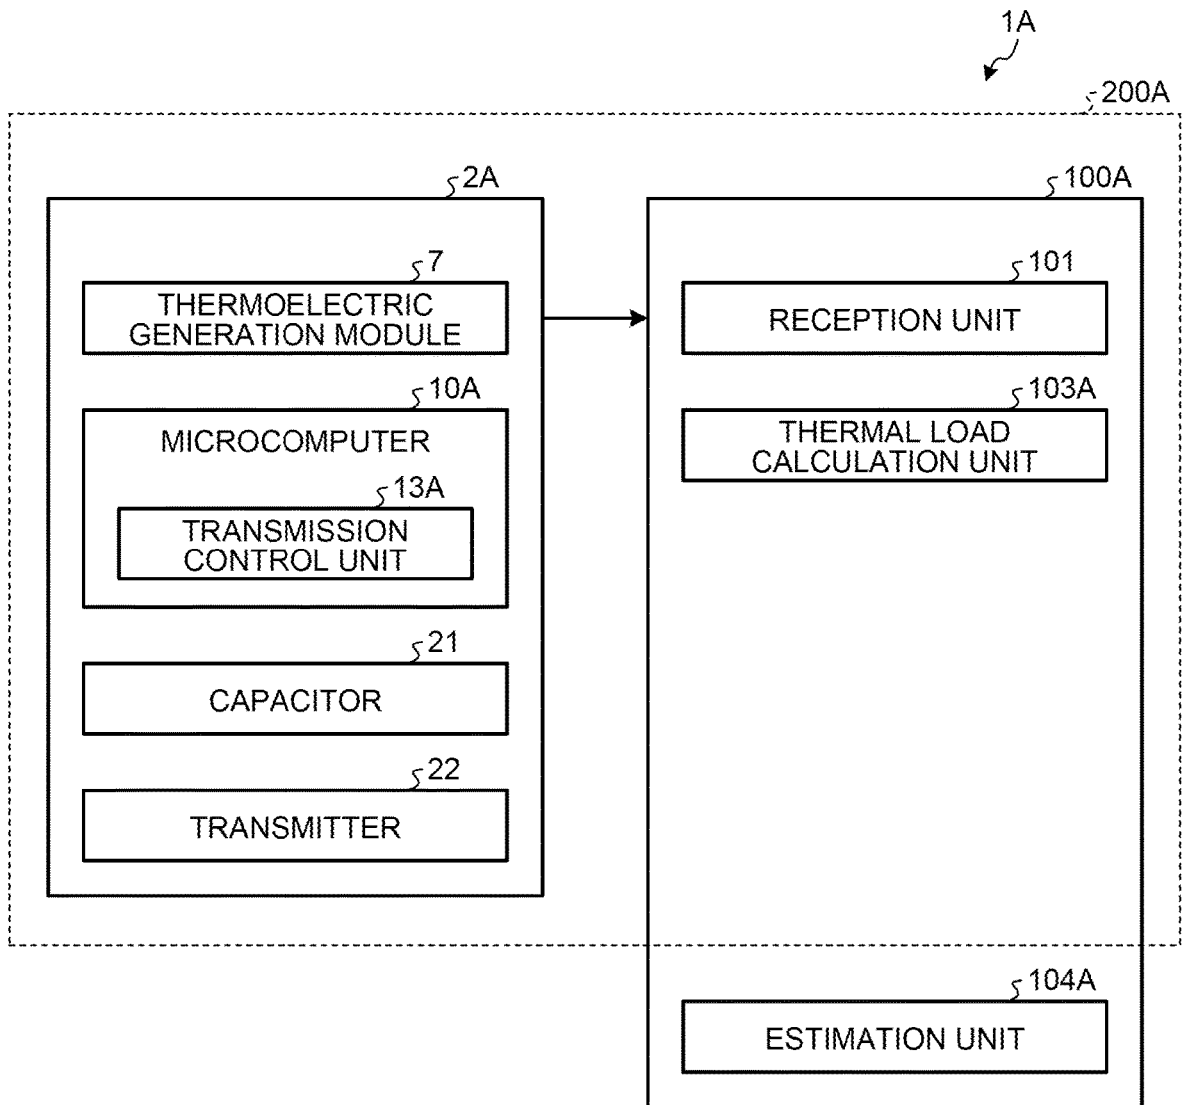 1A
200A
2A
7
THERMOELECTRIC
GENERATION MODULE
10A
MICROCOMPUTER
13A
TRANSMISSION
CONTROL UNIT
21
CAPACITOR
22
TRANSMITTER
100A
101
RECEPTION UNIT
103A
THERMAL LOAD
CALCULATION UNIT
104A
ESTIMATION UNIT